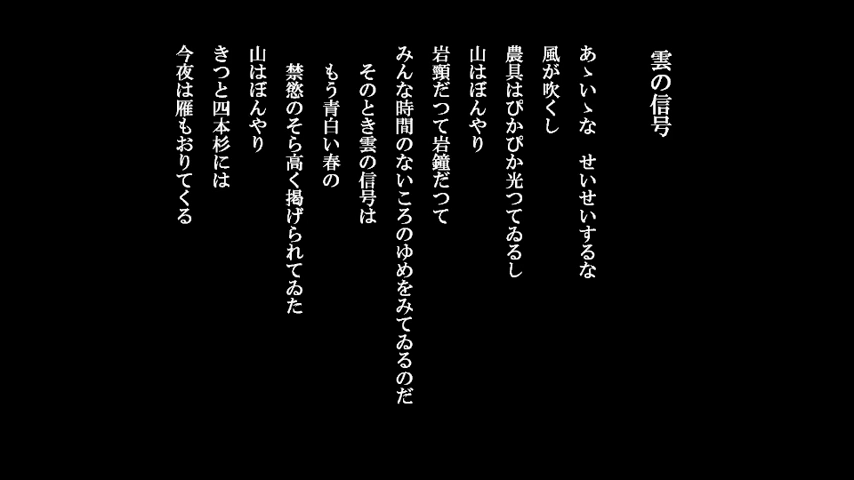 雲の信号
あゝいゝな　せいせいするな
風が吹くし
農具はぴかぴか光つてゐるし
山はぼんやり
岩頸だつて岩鐘だつて
みんな時間のないころのゆめをみてゐるのだ
そのとき雲の信号は
もう青白い春の
禁慾のそら高く掲げられてゐた
山はぼんやり
きつと四本杉には
今夜は雁もおりてくる